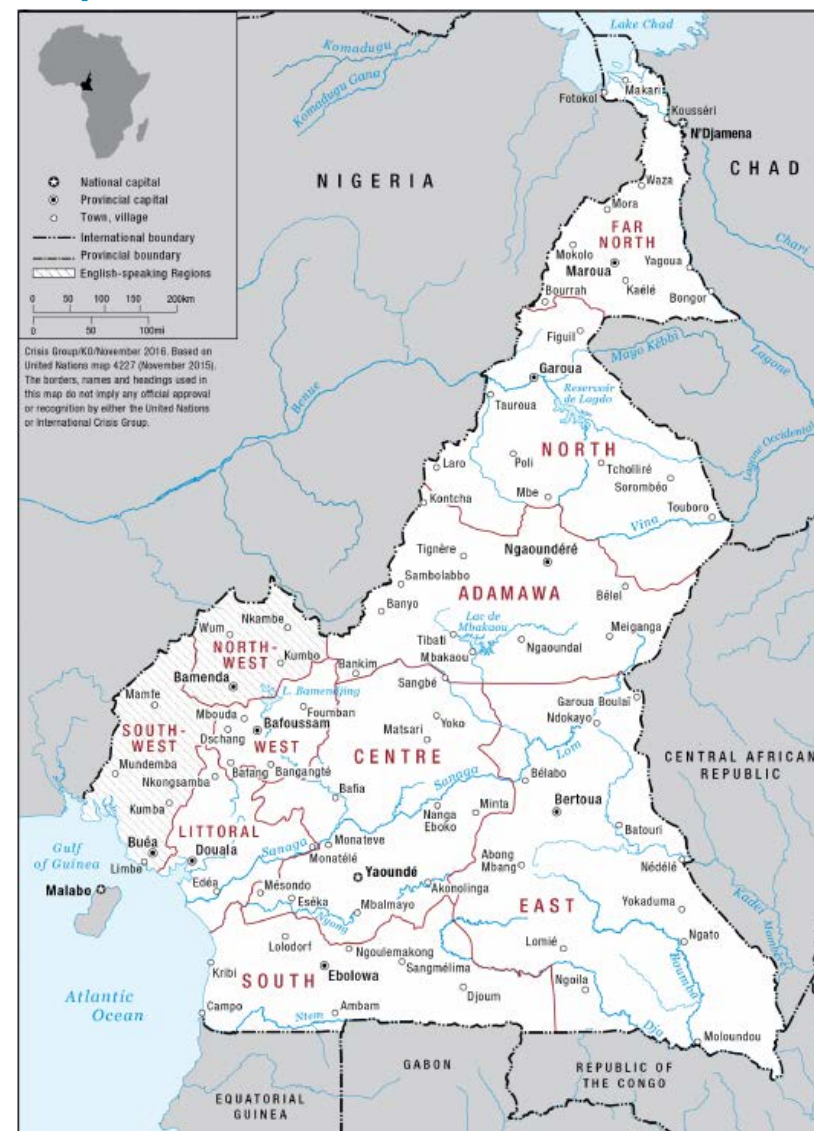 Lake Chad
Komadugu
Komadugu Gana
Makari
Fotokol
Kousséri
N'Djamena
CHAD
NIGERIA
National capital
Provincial capital
Town, village
International boundary
Provincial boundary
English-speaking Regions
0 50 100 150 200km
0 50 100mi
Crisis Group/KO/November 2016. Based on
United Nations map 4227 (November 2015).
The borders, names and headings used in
this map do not imply any official approval
or recognition by either the United Nations
or International Crisis Group.
Waza
Mora
FAR
NORTH
Chari
Mokolo
Maroua
Yagoua
Kaélé
Bourrah
Bongor
Figuil
Mayo Kébbi
Logone
Garoua
Benue
Reservoir
de Lagdo
Tauroua
NORTH
Logone Occidental
Laro
Poli
Tcholliré
Sorombéo
Mbe
Kontcha
Touboro
Vina
Tignère
Ngaoundéré
Sambolabbo
ADAMAWA
Bélel
Banyo
Lac de
Mbakaou
Nkambe
Wum
Tibati
Meiganga
NORTH-
WEST
Ngaoundal
Mbakaou
Kumbo
Bankim
Bamenda
Sangbé
L. Bamendjing
Garoua Boulaï
Mamfe
Foumban
Yoko
Ndokayo
Mbouda
Bafoussam
Matsari
SOUTH-
WEST
Dschang
WEST
CENTRE
Lom
CENTRAL AFRICAN
REPUBLIC
Mundemba
Bafang
Bangangté
Nkongsamba
Sanaga
Bélabo
Bafia
Bertoua
Kumba
Nanga
Eboko
Minta
LITTORAL
Batouri
Gulf
of Guinea
Buéa
Sanaga
Monateve
Douala
Monatélé
Abong
Mbang
Nédélé
Limbe
Yaoundé
Malabo
Edéa
Mésondo
Akonolinga
Kadei
Mambéré
Eséka
Yokaduma
Nyong
Mbalmayo
EAST
Ngato
Lolodorf
Lomié
Ngoulemakong
Boumba
Kribi
SOUTH
Ebolowa
Sangmélima
Ngoila
Djoum
Atlantic
Ocean
Campo
Ntem
Ambam
Dja
Moloundou
GABON
REPUBLIC OF
THE CONGO
EQUATORIAL
GUINEA